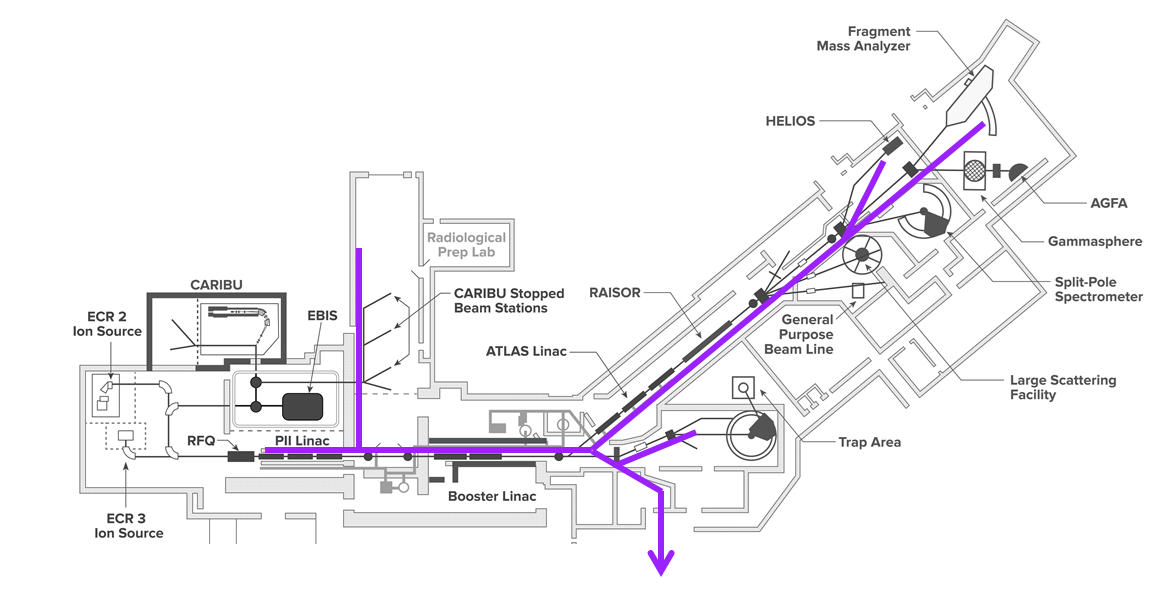 Fragment
Mass Analyzer
HELIOS
AGFA
Gammasphere
Split-Pole
Spectrometer
Radiological
Prep Lab
CARIBU
ECR 2
Ion Source
EBIS
CARIBU Stopped
Beam Stations
RAISOR
ATLAS Linac
General
Purpose
Beam Line
Large Scattering
Facility
Trap Area
RFQ
PII Linac
Booster Linac
ECR 3
Ion Source